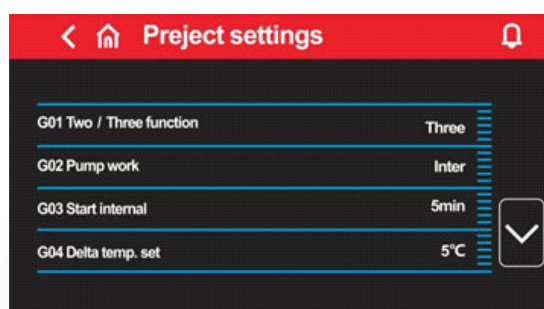 Preject settings
G01 Two / Three function Three
G02 Pump work Inter
G03 Start internal 5min
G04 Delta temp. set 5℃